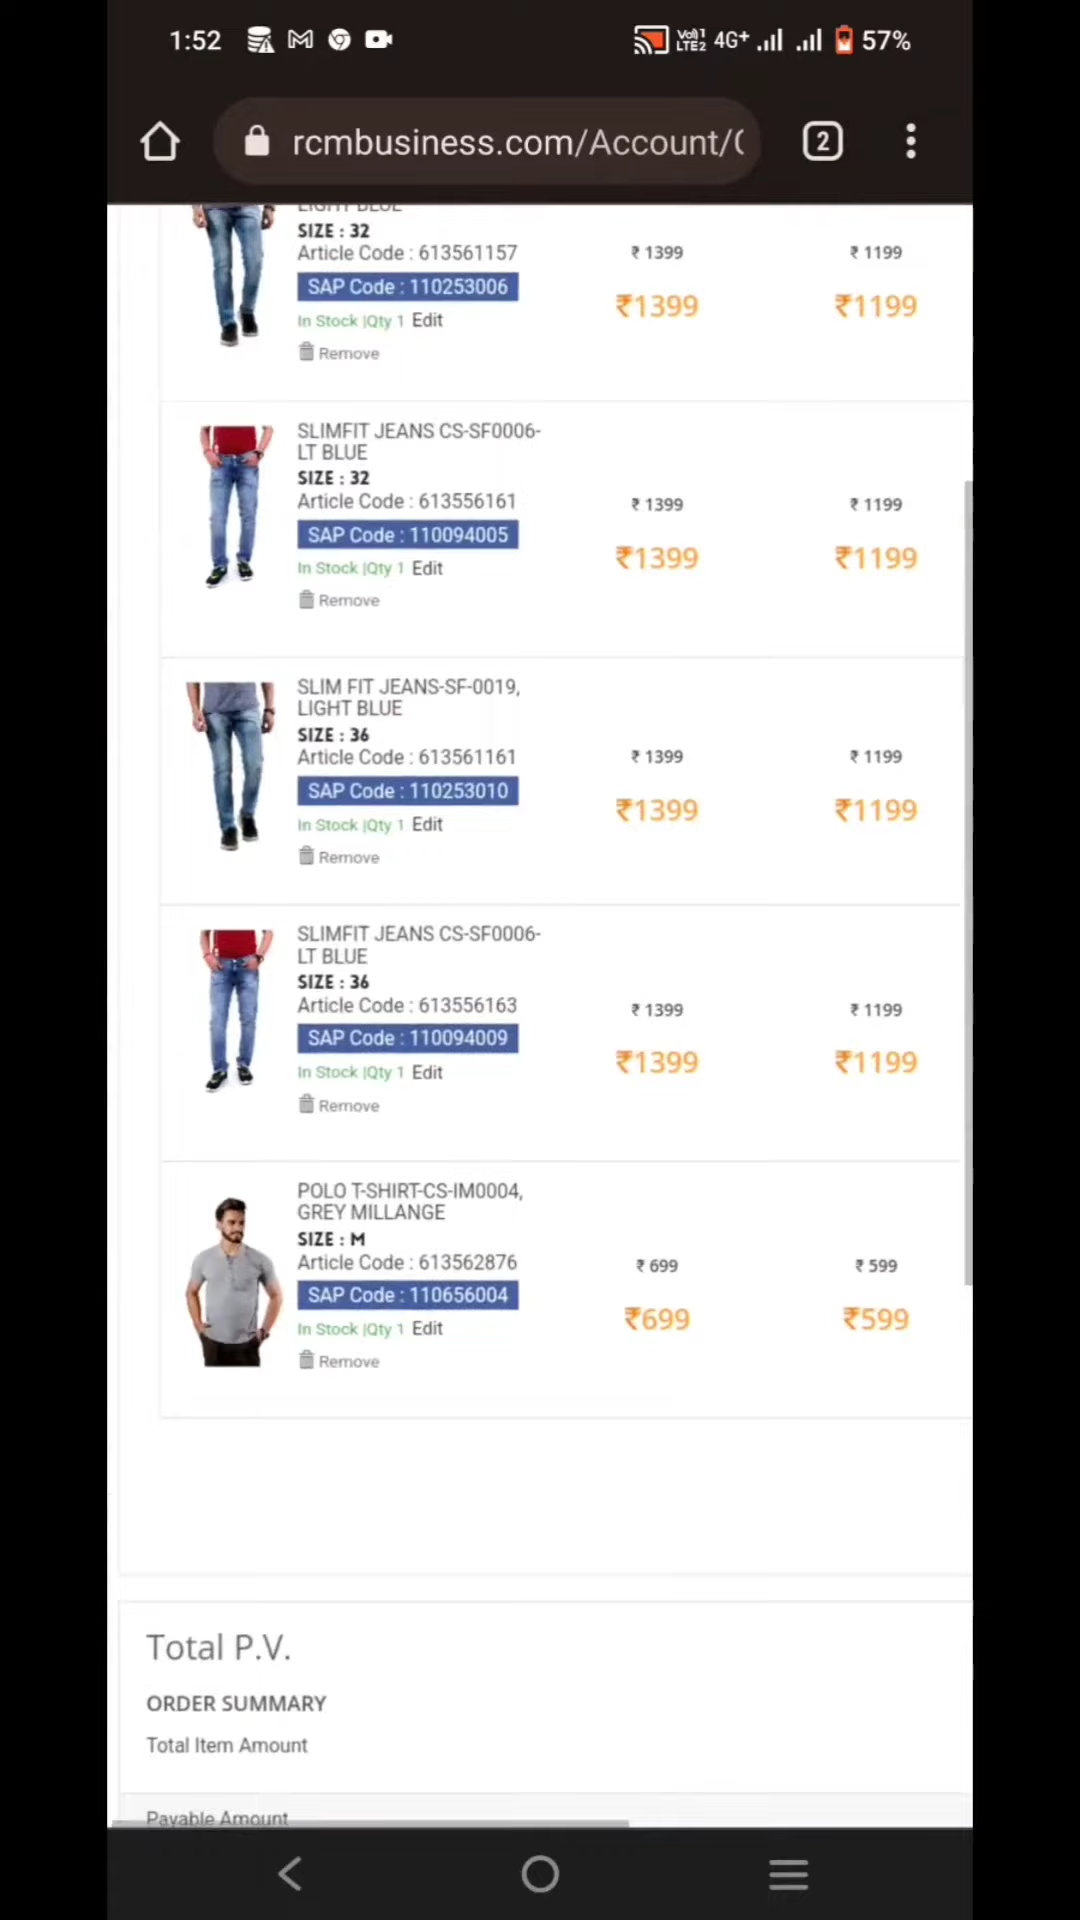 1:52 Vo)) 1 LTE2 4G+ 57%
rcmbusiness.com/Account/( 2
LIGHT BLUE
SIZE : 32
Article Code : 613561157 ₹ 1399 ₹ 1199
SAP Code : 110253006 ₹1399 ₹1199
In Stock |Qty 1 Edit
Remove
SLIMFIT JEANS CS-SF0006-
LT BLUE
SIZE : 32
Article Code : 613556161 ₹ 1399 ₹ 1199
SAP Code : 110094005 ₹1399 ₹1199
In Stock |Qty 1 Edit
Remove
SLIM FIT JEANS-SF-0019,
LIGHT BLUE
SIZE : 36
Article Code : 613561161 ₹ 1399 ₹ 1199
SAP Code : 110253010 ₹1399 ₹1199
In Stock |Qty 1 Edit
Remove
SLIMFIT JEANS CS-SF0006-
LT BLUE
SIZE : 36
Article Code : 613556163 ₹ 1399 ₹ 1199
SAP Code : 110094009 ₹1399 ₹1199
In Stock |Qty 1 Edit
Remove
POLO T-SHIRT-CS-IM0004,
GREY MILLANGE
SIZE : M
Article Code : 613562876 ₹ 699 ₹ 599
SAP Code : 110656004 ₹699 ₹599
In Stock |Qty 1 Edit
Remove
Total P.V.
ORDER SUMMARY
Total Item Amount
Payable Amount